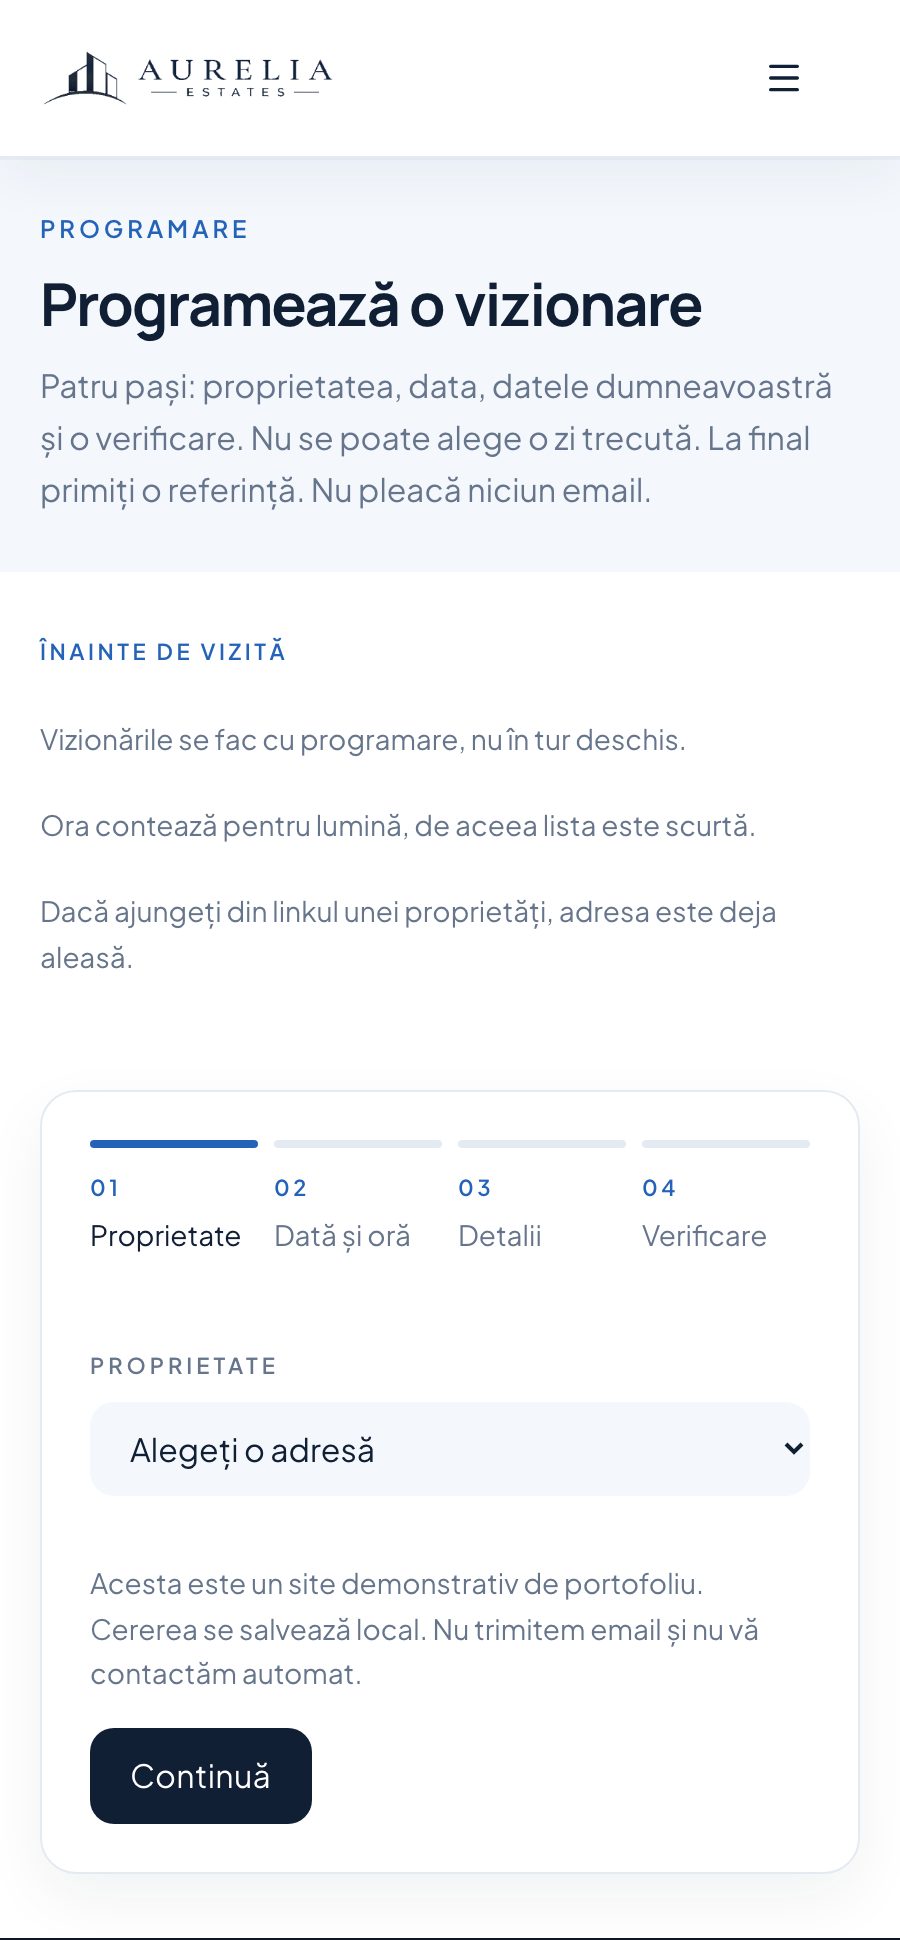 AURELIA
ESTATES
PROGRAMARE
Programează o vizionare
Patru pași: proprietatea, data, datele dumneavoastră
și o verificare. Nu se poate alege o zi trecută. La final
primiți o referință. Nu pleacă niciun email.
ÎNAINTE DE VIZITĂ
Vizionările se fac cu programare, nu în tur deschis.
Ora contează pentru lumină, de aceea lista este scurtă.
Dacă ajungeți din linkul unei proprietăți, adresa este deja
aleasă.
01 02 03 04
Proprietate Dată și oră Detalii Verificare
PROPRIETATE
Alegeți o adresă
Acesta este un site demonstrativ de portofoliu.
Cererea se salvează local. Nu trimitem email și nu vă
contactăm automat.
Continuă